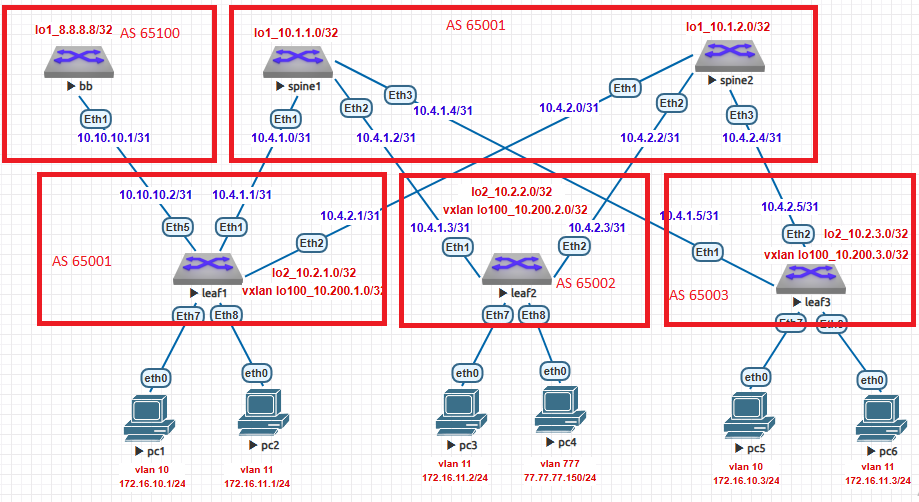 lo1_8.8.8.8/32
AS 65100
bb
Eth1
10.10.10.1/31
AS 65001
lo1_10.1.1.0/32
spine1
Eth1
Eth2
Eth3
10.4.1.0/31
10.4.1.2/31
10.4.1.4/31
lo1_10.1.2.0/32
spine2
Eth1
Eth2
Eth3
10.4.2.0/31
10.4.2.2/31
10.4.2.4/31
10.10.10.2/31
10.4.1.1/31
10.4.2.1/31
Eth5
Eth1
Eth2
AS 65001
lo2_10.2.1.0/32
vxlan lo100_10.200.1.0/32
leaf1
Eth7
Eth8
lo2_10.2.2.0/32
vxlan lo100_10.200.2.0/32
10.4.1.3/31
10.4.2.3/31
Eth1
Eth2
AS 65002
leaf2
Eth7
Eth8
10.4.1.5/31
10.4.2.5/31
Eth1
Eth2
lo2_10.2.3.0/32
vxlan lo100_10.200.3.0/32
AS 65003
leaf3
Eth7
Eth8
eth0
eth0
eth0
eth0
eth0
eth0
pc1
vlan 10
172.16.10.1/24
pc2
vlan 11
172.16.11.1/24
pc3
vlan 11
172.16.11.2/24
pc4
vlan 777
77.77.77.150/24
pc5
vlan 10
172.16.10.3/24
pc6
vlan 11
172.16.11.3/24